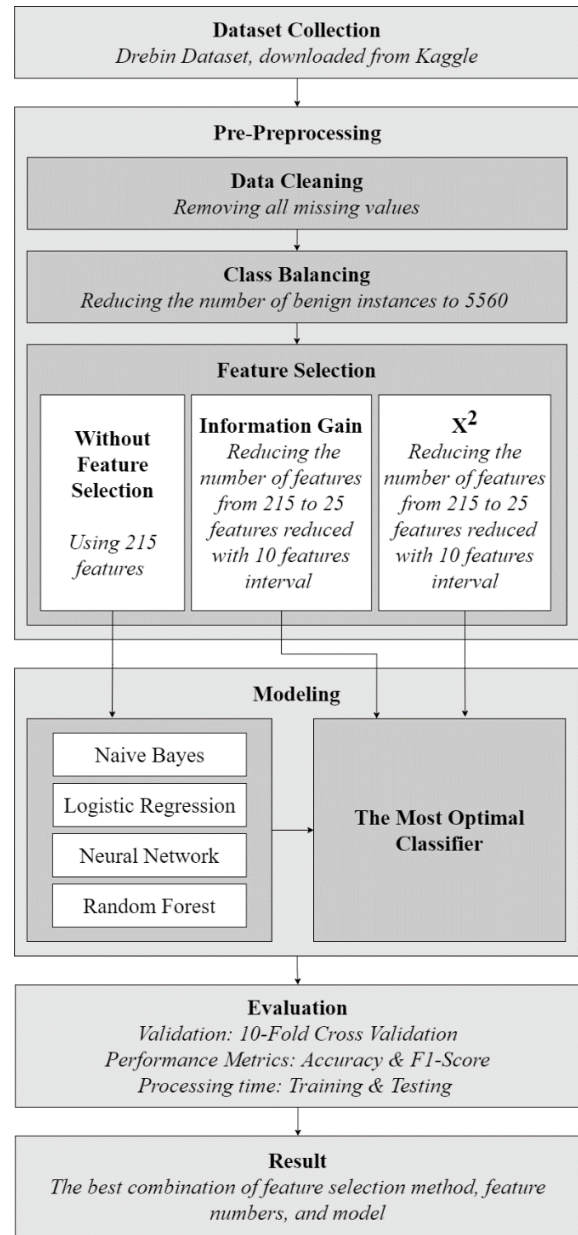 Dataset Collection
Drebin Dataset, downloaded from Kaggle
Pre-Preprocessing
Data Cleaning
Removing all missing values
Class Balancing
Reducing the number of benign instances to 5560
Feature Selection
Without
Feature
Selection
Using 215
features
Information Gain
Reducing the
number of features
from 215 to 25
features reduced
with 10 features
interval
X²
Reducing the
number of features
from 215 to 25
features reduced
with 10 features
interval
Modeling
Naive Bayes
Logistic Regression
Neural Network
Random Forest
The Most Optimal
Classifier
Evaluation
Validation: 10-Fold Cross Validation
Performance Metrics: Accuracy & F1-Score
Processing time: Training & Testing
Result
The best combination of feature selection method, feature
numbers, and model